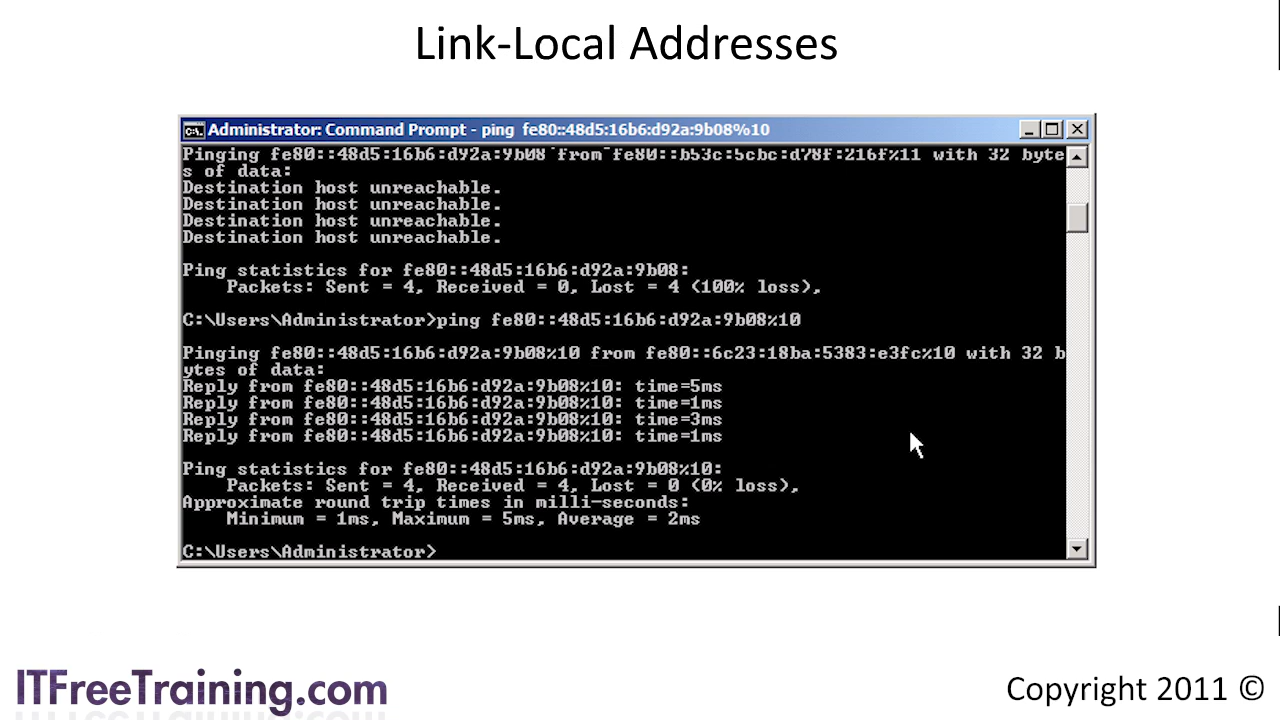 Link-Local Addresses
Administrator: Command Prompt - ping fe80::48d5:16b6:d92a:9b08%10
Pinging fe80::48d5:16b6:d92a:9b08 from fe80::b53c:5cbc:d78f:216f%11 with 32 byte
s of data:
Destination host unreachable.
Destination host unreachable.
Destination host unreachable.
Destination host unreachable.
Ping statistics for fe80::48d5:16b6:d92a:9b08:
Packets: Sent = 4, Received = 0, Lost = 4 (100% loss),
C:\Users\Administrator>ping fe80::48d5:16b6:d92a:9b08%10
Pinging fe80::48d5:16b6:d92a:9b08%10 from fe80::6c23:18ba:5383:e3fc%10 with 32 b
ytes of data:
Reply from fe80::48d5:16b6:d92a:9b08%10: time=5ms
Reply from fe80::48d5:16b6:d92a:9b08%10: time=1ms
Reply from fe80::48d5:16b6:d92a:9b08%10: time=3ms
Reply from fe80::48d5:16b6:d92a:9b08%10: time=1ms
Ping statistics for fe80::48d5:16b6:d92a:9b08%10:
Packets: Sent = 4, Received = 4, Lost = 0 (0% loss),
Approximate round trip times in milli-seconds:
Minimum = 1ms, Maximum = 5ms, Average = 2ms
C:\Users\Administrator>
ITFreeTraining.com
Copyright 2011 ©